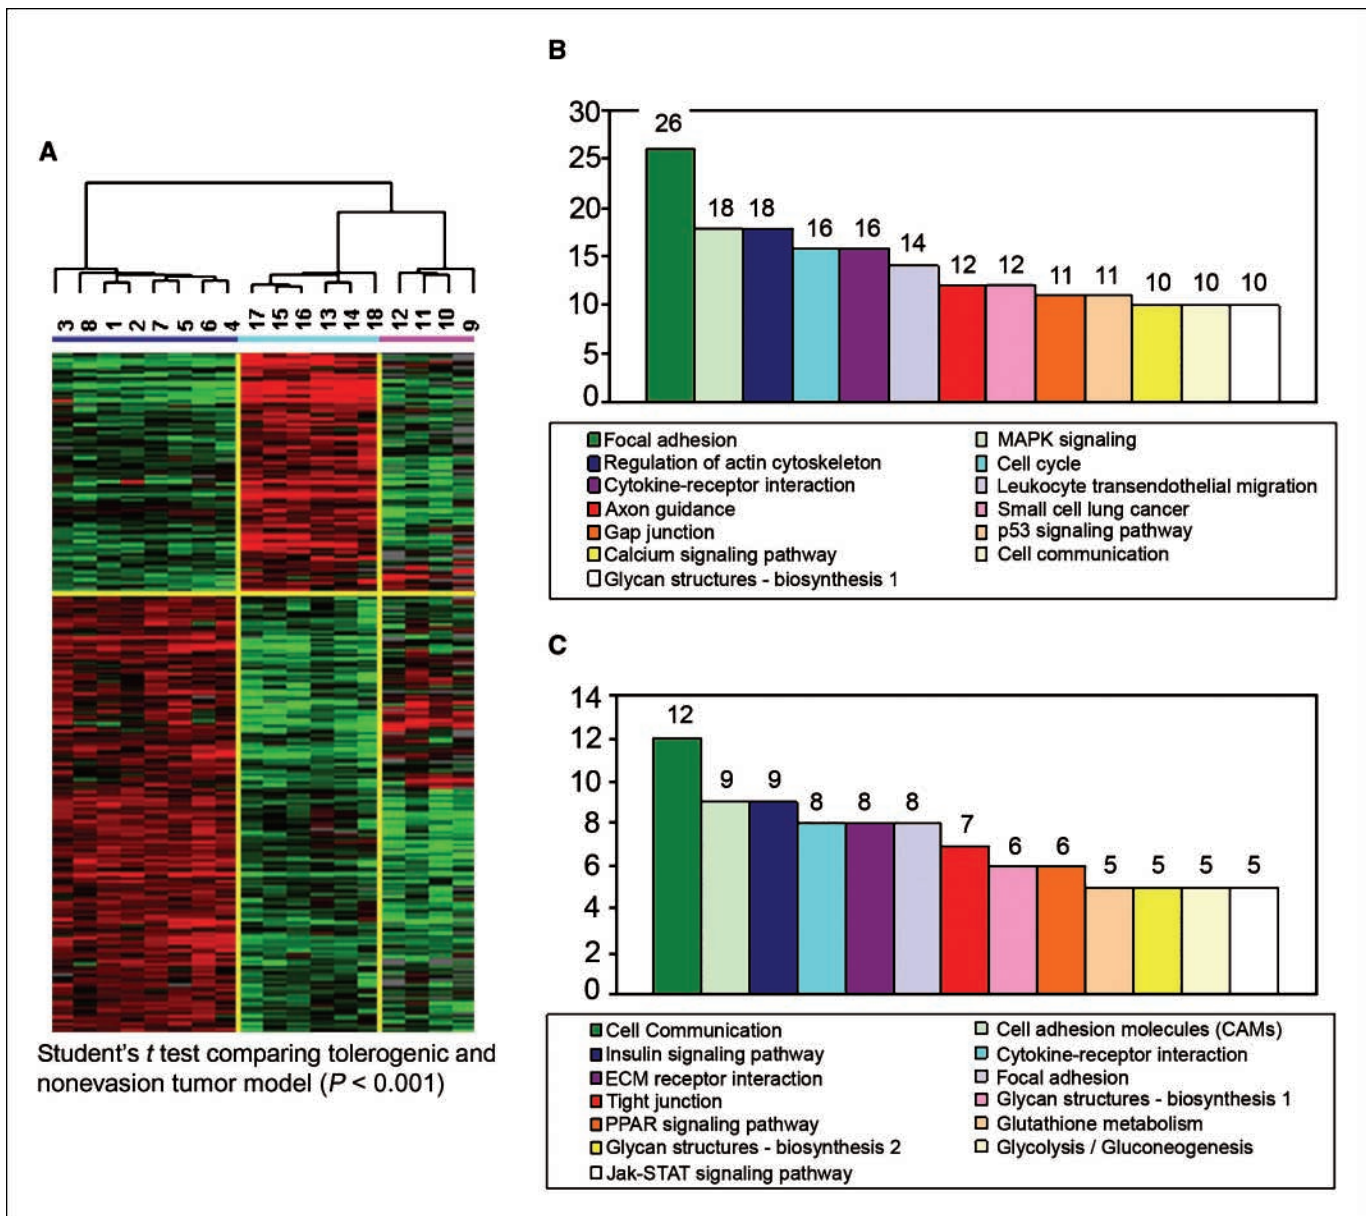 A
3 8 1 2 7 5 6 4 17 15 16 13 14 18 12 11 10 9
Student's t test comparing tolerogenic and
nonevasion tumor model (P < 0.001)
B
30
25
20
15
10
5
0
26 18 18 16 16 14 12 12 11 11 10 10 10
Focal adhesion
MAPK signaling
Regulation of actin cytoskeleton
Cell cycle
Cytokine-receptor interaction
Leukocyte transendothelial migration
Axon guidance
Small cell lung cancer
Gap junction
p53 signaling pathway
Calcium signaling pathway
Cell communication
Glycan structures - biosynthesis 1
C
14
12
10
8
6
4
2
0
12 9 9 8 8 8 7 6 6 5 5 5 5
Cell Communication
Cell adhesion molecules (CAMs)
Insulin signaling pathway
Cytokine-receptor interaction
ECM receptor interaction
Focal adhesion
Tight junction
Glycan structures - biosynthesis 1
PPAR signaling pathway
Glutathione metabolism
Glycan structures - biosynthesis 2
Glycolysis / Gluconeogenesis
Jak-STAT signaling pathway